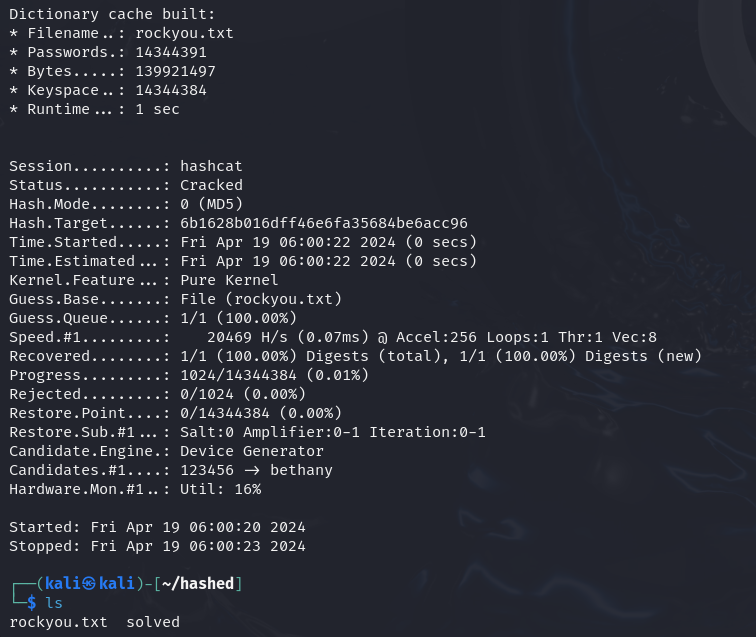 Dictionary cache built:
* Filename..: rockyou.txt
* Passwords.: 14344391
* Bytes.....: 139921497
* Keyspace..: 14344384
* Runtime...: 1 sec
Session..........: hashcat
Status...........: Cracked
Hash.Mode........: 0 (MD5)
Hash.Target......: 6b1628b016dff46e6fa35684be6acc96
Time.Started.....: Fri Apr 19 06:00:22 2024 (0 secs)
Time.Estimated...: Fri Apr 19 06:00:22 2024 (0 secs)
Kernel.Feature...: Pure Kernel
Guess.Base.......: File (rockyou.txt)
Guess.Queue......: 1/1 (100.00%)
Speed.#1.........:    20469 H/s (0.07ms) @ Accel:256 Loops:1 Thr:1 Vec:8
Recovered........: 1/1 (100.00%) Digests (total), 1/1 (100.00%) Digests (new)
Progress.........: 1024/14344384 (0.01%)
Rejected.........: 0/1024 (0.00%)
Restore.Point....: 0/14344384 (0.00%)
Restore.Sub.#1...: Salt:0 Amplifier:0-1 Iteration:0-1
Candidate.Engine.: Device Generator
Candidates.#1....: 123456 -> bethany
Hardware.Mon.#1..: Util: 16%
Started: Fri Apr 19 06:00:20 2024
Stopped: Fri Apr 19 06:00:23 2024
┌──(kali㉿kali)-[~/hashed]
└─$ ls
rockyou.txt  solved